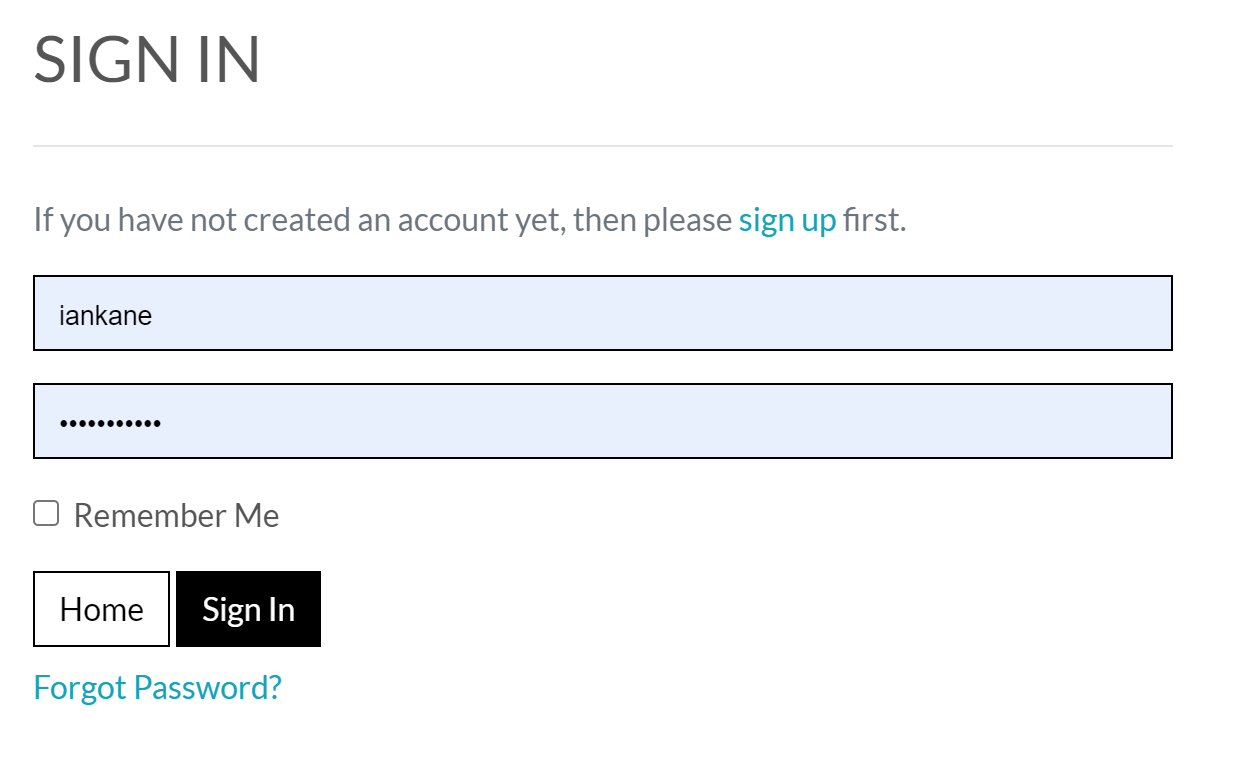 SIGN IN
If you have not created an account yet, then please sign up first.
iankane
•••••••••••
Remember Me
Home Sign In
Forgot Password?